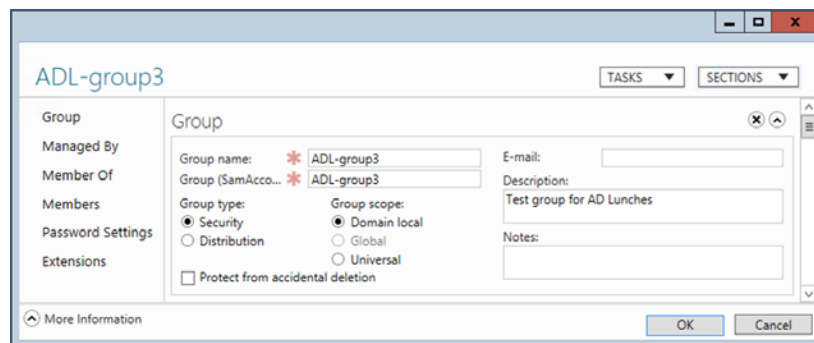 ADL-group3
TASKS
SECTIONS
Group
Managed By
Member Of
Members
Password Settings
Extensions
Group
Group name: * ADL-group3
Group (SamAcco... * ADL-group3
Group type:
Security
Distribution
Group scope:
Domain local
Global
Universal
Protect from accidental deletion
E-mail:
Description:
Test group for AD Lunches
Notes:
More Information
OK
Cancel